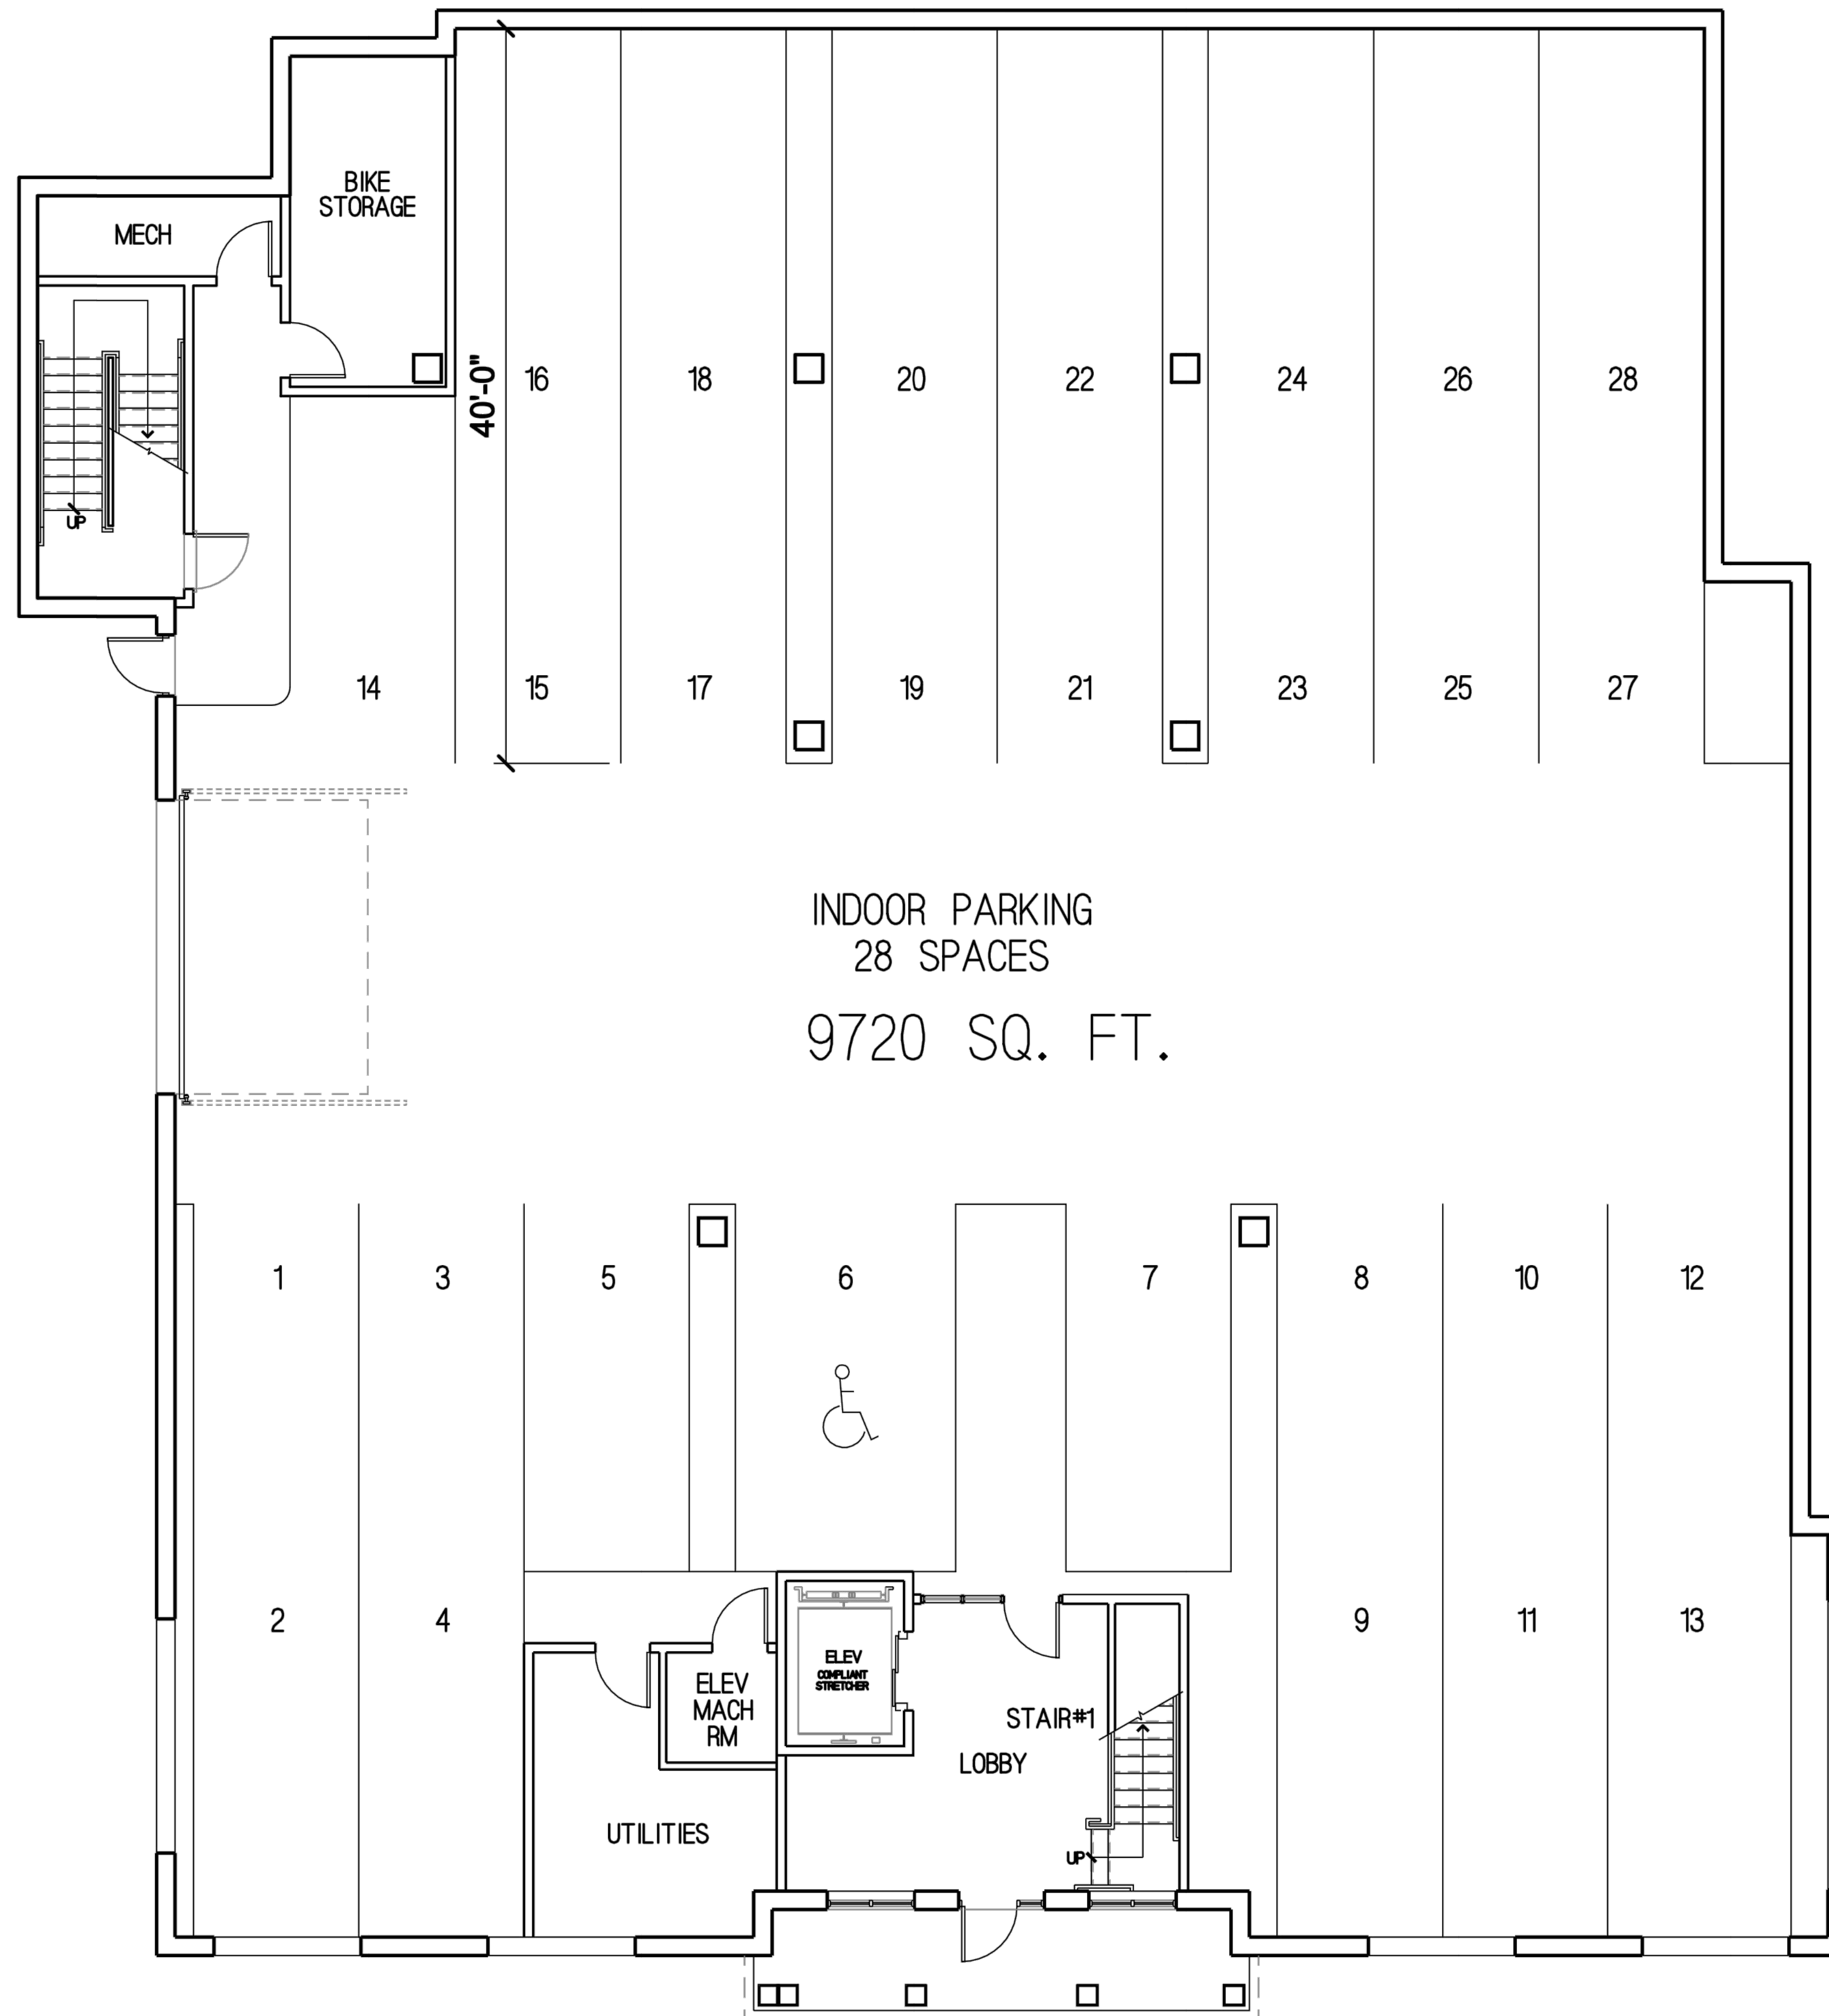 BIKE
STORAGE
MECH
UP
40'-0"
16
18
20
22
24
26
28
14
15
17
19
21
23
25
27
INDOOR PARKING
28 SPACES
9720 SQ. FT.
1
3
5
6
7
8
10
12
2
4
9
11
13
ELEV
COMPLIANT
STRETCHER
ELEV
MACH
RM
STAIR#1
LOBBY
UTILITIES
UP